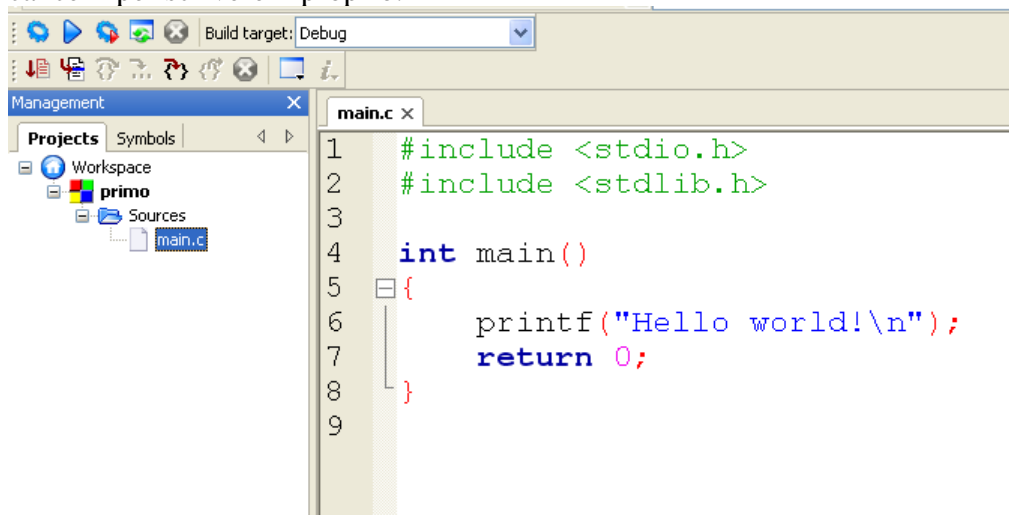 Build target: Debug
Management
Projects Symbols
Workspace
primo
Sources
main.c
main.c
1 #include <stdio.h>
2 #include <stdlib.h>
3
4 int main()
5 {
6 printf("Hello world!\n");
7 return 0;
8 }
9